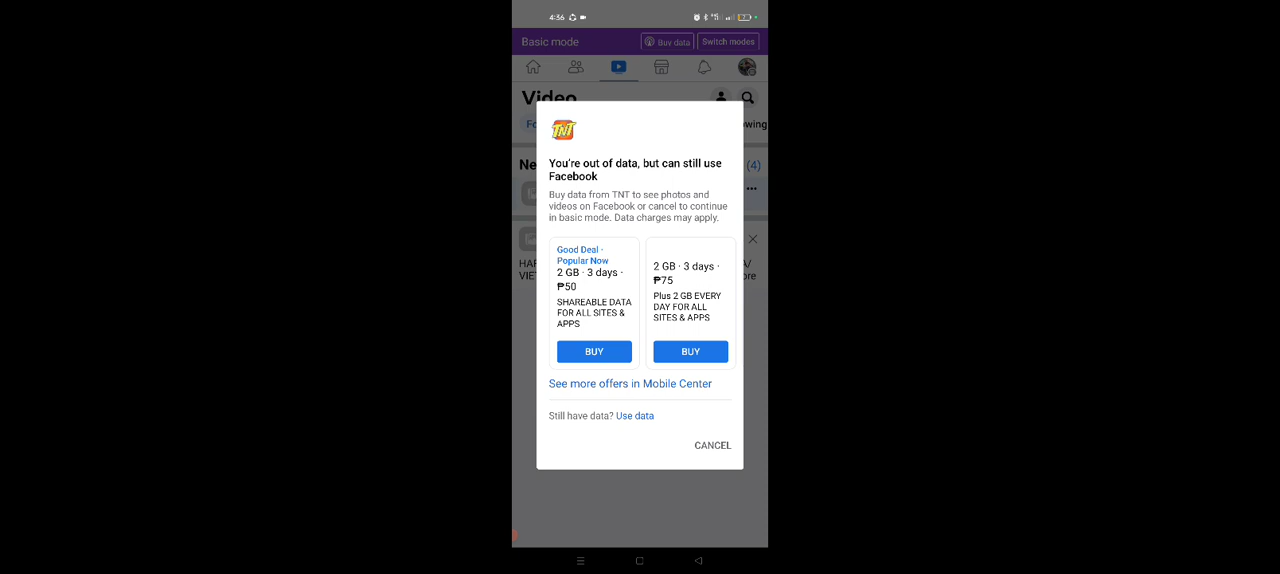 4:36
Basic mode
Buy data
Switch modes
Video
wing
(4)
TNT
You're out of data, but can still use
Facebook
Buy data from TNT to see photos and
videos on Facebook or cancel to continue
in basic mode. Data charges may apply.
Good Deal ·
Popular Now
2 GB · 3 days ·
₱50
SHAREABLE DATA
FOR ALL SITES &
APPS
BUY
2 GB · 3 days ·
₱75
Plus 2 GB EVERY
DAY FOR ALL
SITES & APPS
BUY
See more offers in Mobile Center
Still have data? Use data
CANCEL